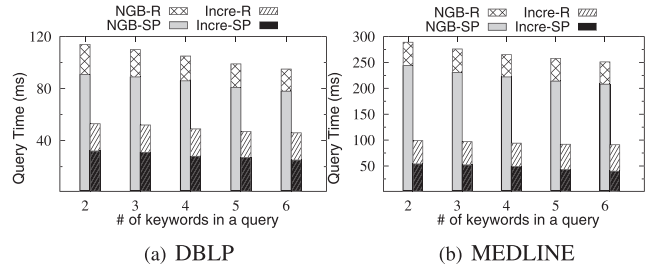 NGB-R Incre-R
NGB-SP Incre-SP
120
80
40
Query Time (ms)
2 3 4 5 6
# of keywords in a query
(a) DBLP
NGB-R Incre-R
NGB-SP Incre-SP
300
250
200
150
100
50
Query Time (ms)
2 3 4 5 6
# of keywords in a query
(b) MEDLINE